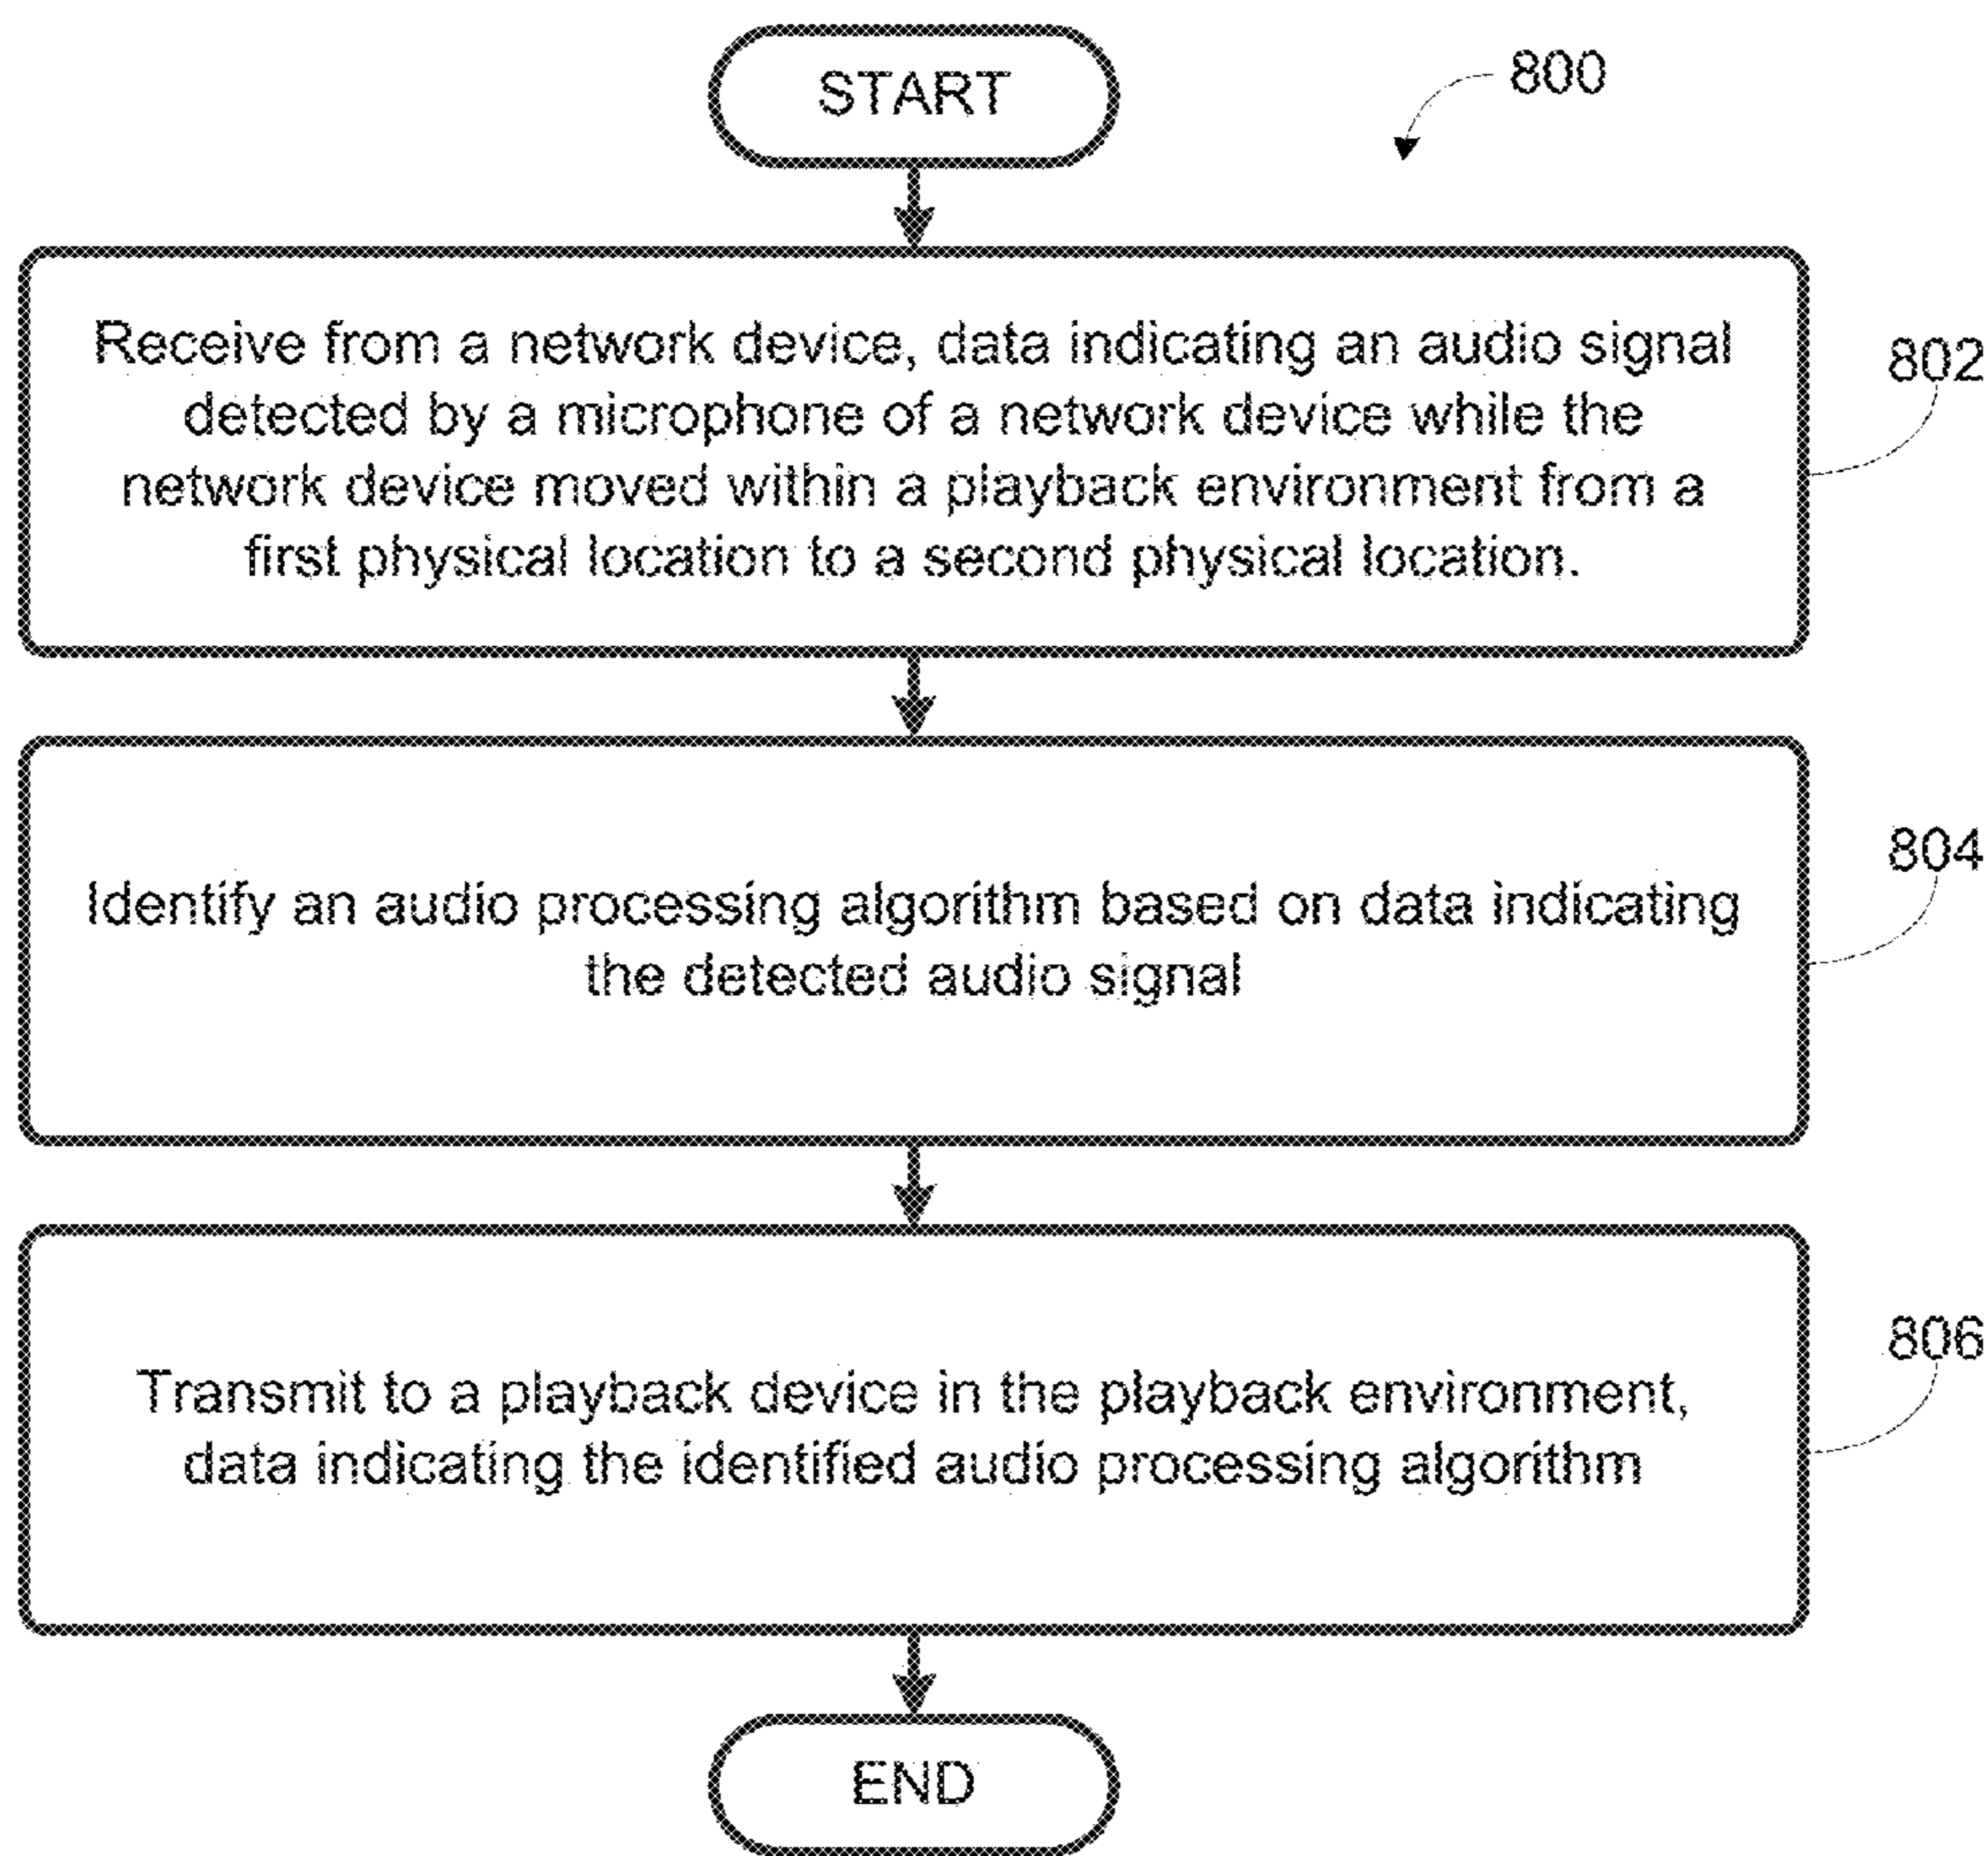 START
800
Receive from a network device, data indicating an audio signal
detected by a microphone of a network device while the
network device moved within a playback environment from a
first physical location to a second physical location.
802
Identify an audio processing algorithm based on data indicating
the detected audio signal
804
Transmit to a playback device in the playback environment,
data indicating the identified audio processing algorithm
806
END